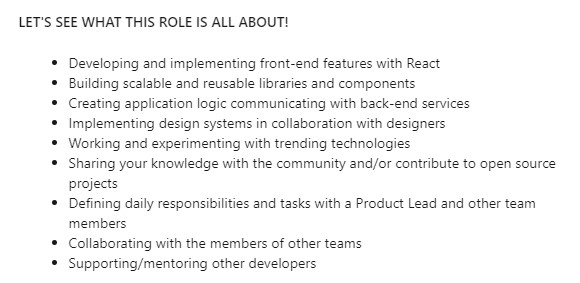 LET'S SEE WHAT THIS ROLE IS ALL ABOUT!
• Developing and implementing front-end features with React
• Building scalable and reusable libraries and components
• Creating application logic communicating with back-end services
• Implementing design systems in collaboration with designers
• Working and experimenting with trending technologies
• Sharing your knowledge with the community and/or contribute to open source
projects
• Defining daily responsibilities and tasks with a Product Lead and other team
members
• Collaborating with the members of other teams
• Supporting/mentoring other developers